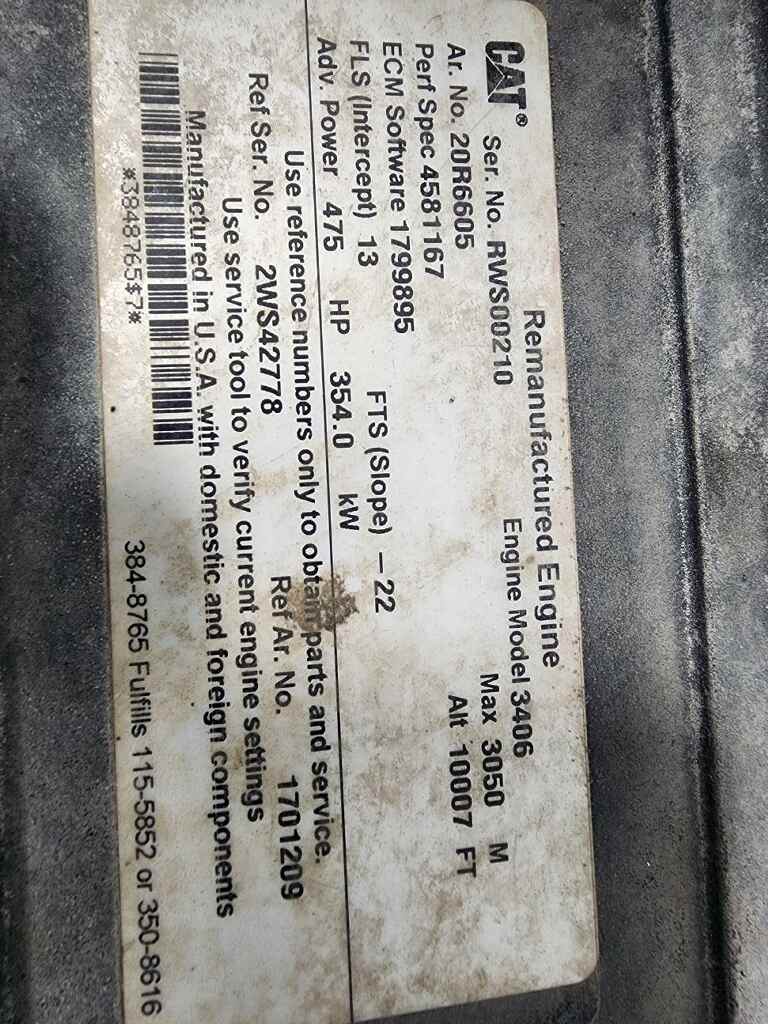 CAT® Remanufactured Engine
Ser. No. RWS00210 Engine Model 3406
Ar. No. 20R6605 Max 3050 M
Perf Spec 4581167 Alt 10007 FT
ECM Software 1799895
FLS (Intercept) 13 FTS (Slope) -22
Adv. Power 475 HP 354.0 kW
Use reference numbers only to obtain parts and service.
Ref Ser. No. 2WS42778 Ref Ar. No. 1701209
Use service tool to verify current engine settings
Manufactured in U.S.A. with domestic and foreign components
*3848765$7* 384-8765 Fulfills 115-5852 or 350-8616